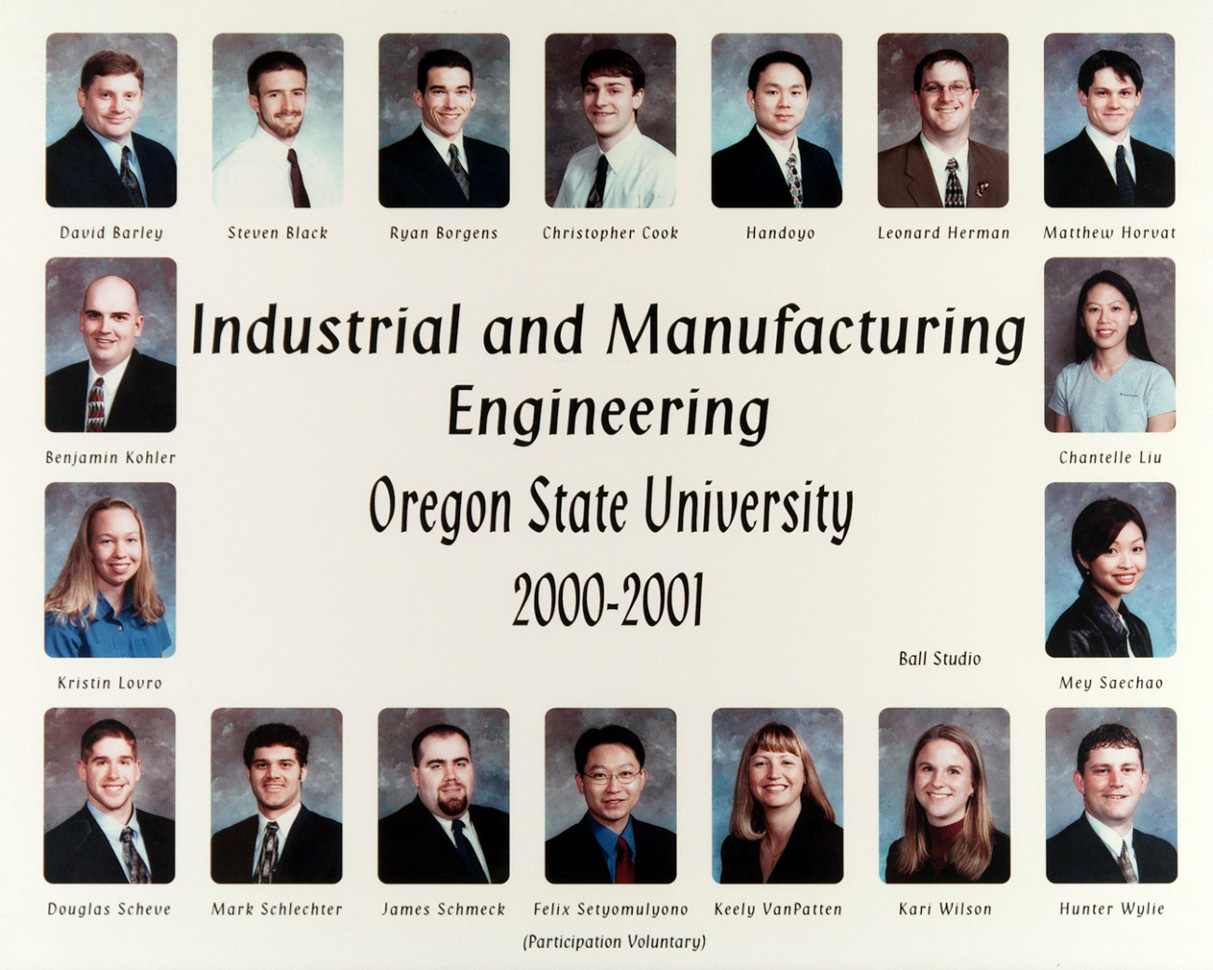 David Barley
Steven Black
Ryan Borgens
Christopher Cook
Handoyo
Leonard Herman
Matthew Horvat
Industrial and Manufacturing
Engineering
Oregon State University
2000-2001
Ball Studio
Benjamin Kohler
Chantelle Liu
Kristin Lovro
Mey Saechao
Douglas Scheve
Mark Schlechter
James Schmeck
Felix Setyomulyono
Keely VanPatten
Kari Wilson
Hunter Wylie
(Participation Voluntary)